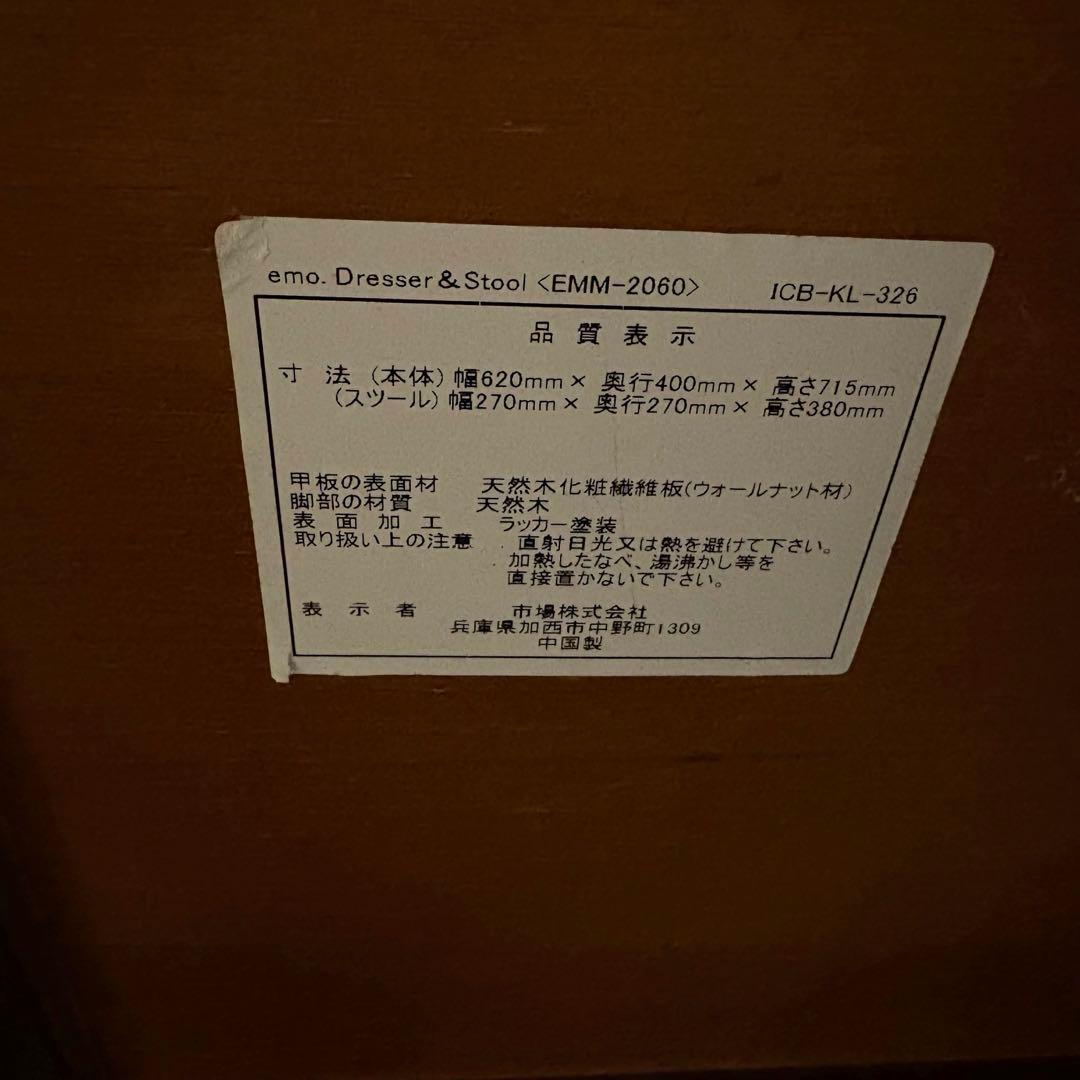 emo. Dresser&Stool <EMM-2060> ICB-KL-326
品質表示
寸法 (本体) 幅620mm× 奥行400mm× 高さ715mm
(スツール) 幅270mm× 奥行270mm× 高さ380mm
甲板の表面材 天然木化粧繊維板(ウォールナット材)
脚部の材質 天然木
表面加工 ラッカー塗装
取り扱い上の注意 . 直射日光又は熱を避けて下さい。
. 加熱したなべ、湯沸かし等を
直接置かないで下さい。
表示者 市場株式会社
兵庫県加西市中野町1309
中国製